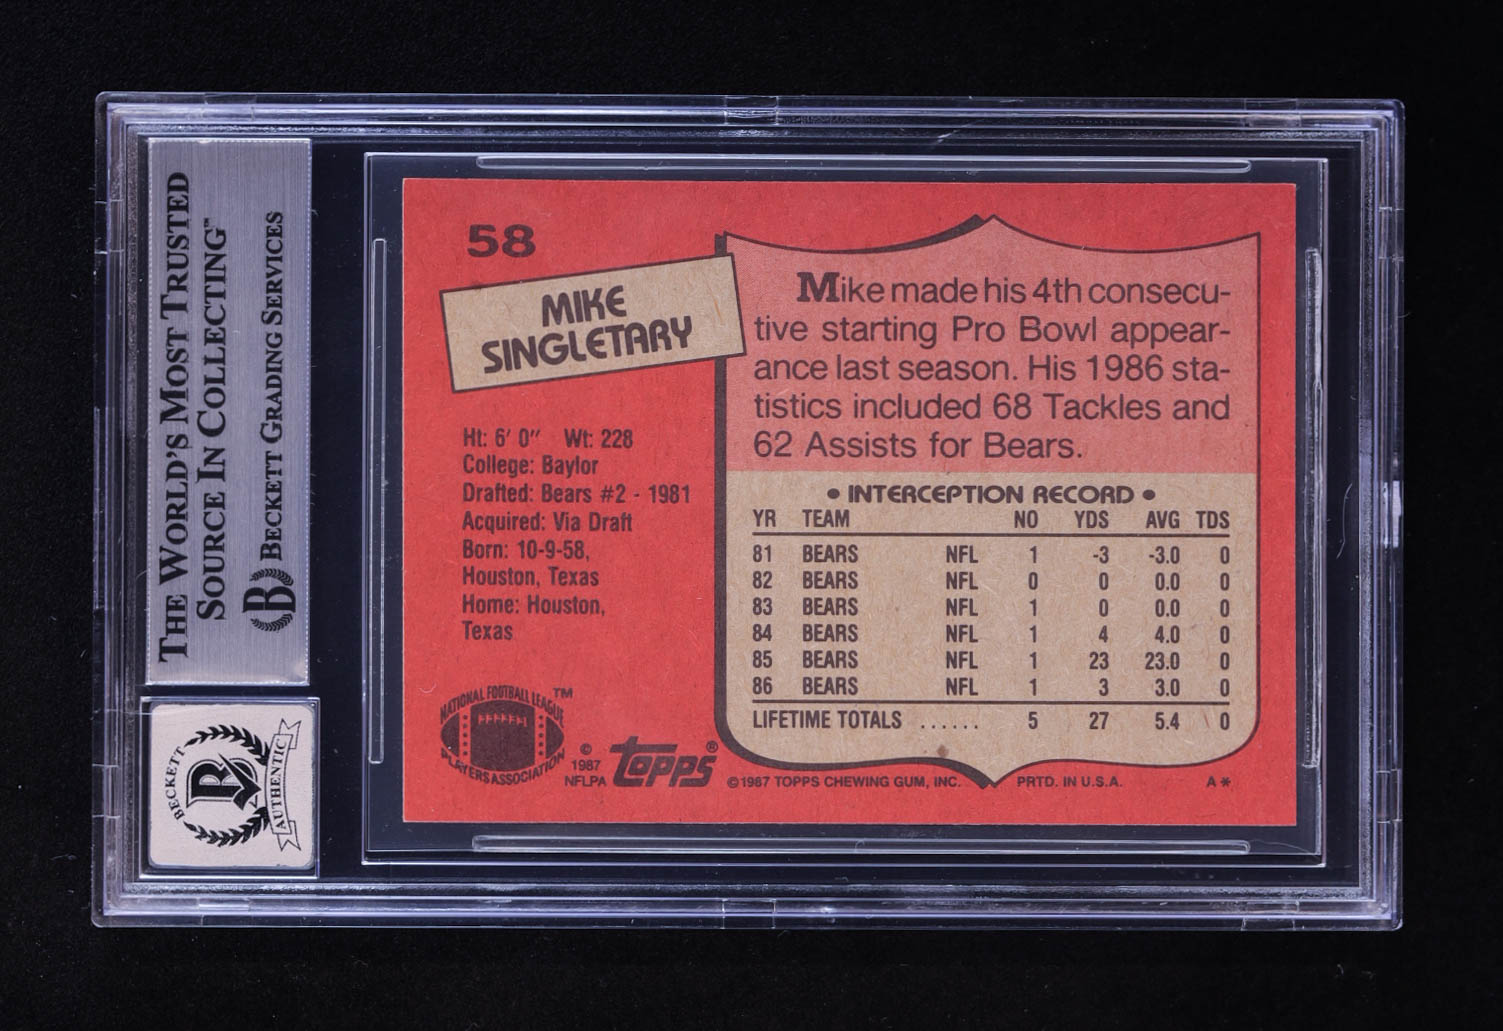 THE WORLD'S MOST TRUSTED
SOURCE IN COLLECTING™
B BECKETT GRADING SERVICES
BECKETT
B
AUTHENTIC
58
MIKE
SINGLETARY
Ht: 6' 0" Wt: 228
College: Baylor
Drafted: Bears #2 - 1981
Acquired: Via Draft
Born: 10-9-58,
Houston, Texas
Home: Houston,
Texas
NATIONAL FOOTBALL LEAGUE™
PLAYERS ASSOCIATION
© 1987
NFLPA
Topps®
Mike made his 4th consecu-
tive starting Pro Bowl appear-
ance last season. His 1986 sta-
tistics included 68 Tackles and
62 Assists for Bears.
• INTERCEPTION RECORD •
YR TEAM NO YDS AVG TDS
81 BEARS NFL 1 -3 -3.0 0
82 BEARS NFL 0 0 0.0 0
83 BEARS NFL 1 0 0.0 0
84 BEARS NFL 1 4 4.0 0
85 BEARS NFL 1 23 23.0 0
86 BEARS NFL 1 3 3.0 0
LIFETIME TOTALS ...... 5 27 5.4 0
©1987 TOPPS CHEWING GUM, INC. PRTD. IN U.S.A. A*